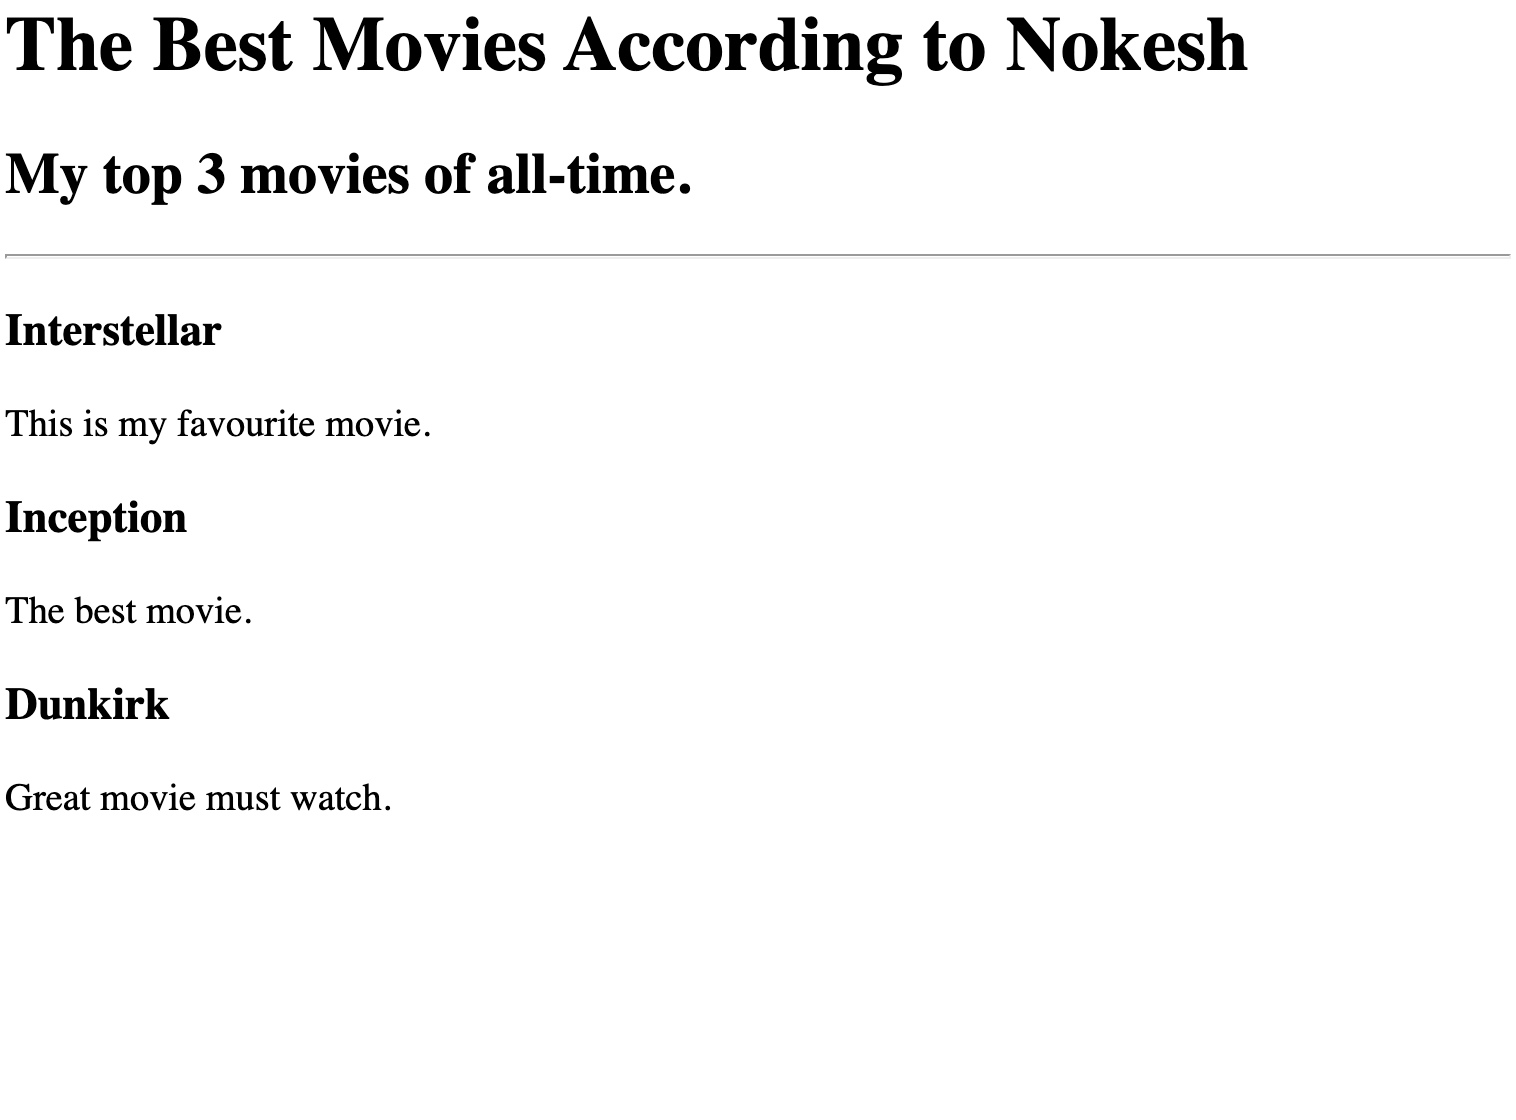 The Best Movies According to Nokesh
My top 3 movies of all-time.
Interstellar
This is my favourite movie.
Inception
The best movie.
Dunkirk
Great movie must watch.